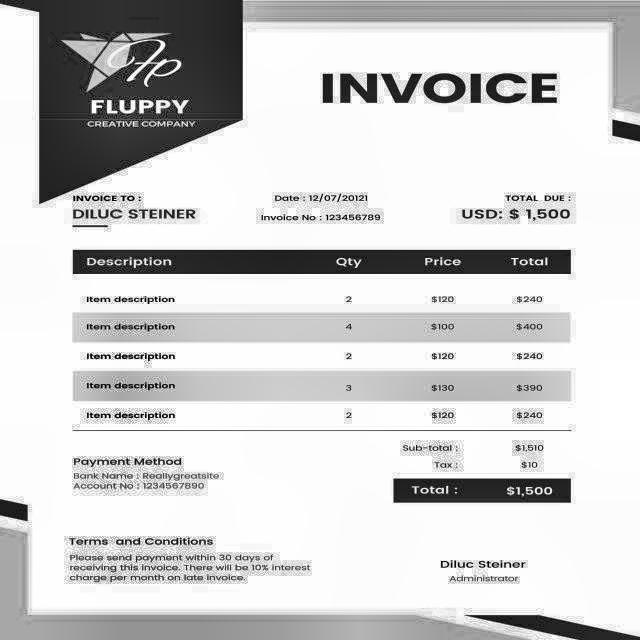 Fp
FLUPPY
CREATIVE COMPANY
INVOICE
INVOICE TO :
DILUC STEINER
Date : 12/07/20121
Invoice No : 123456789
TOTAL DUE :
USD: $ 1,500
Description Qty Price Total
Item description 2 $120 $240
Item description 4 $100 $400
Item description 2 $120 $240
Item description 3 $130 $390
Item description 2 $120 $240
Sub-total : $1,510
Tax : $10
Total : $1,500
Payment Method
Bank Name : Reallygreatsite
Account No : 1234567890
Terms and Conditions
Please send payment within 30 days of
receiving this invoice. There will be 10% interest
charge per month on late invoice.
Diluc Steiner
Administrator